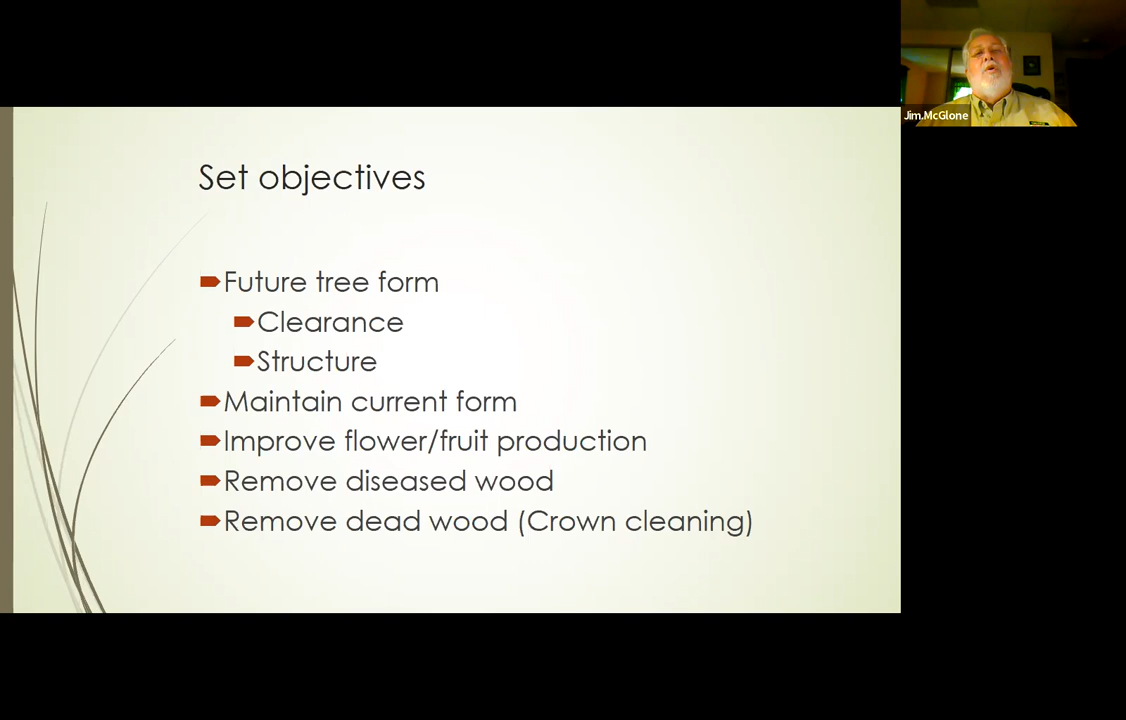 Jim.McGlone
Set objectives
Future tree form
Clearance
Structure
Maintain current form
Improve flower/fruit production
Remove diseased wood
Remove dead wood (Crown cleaning)